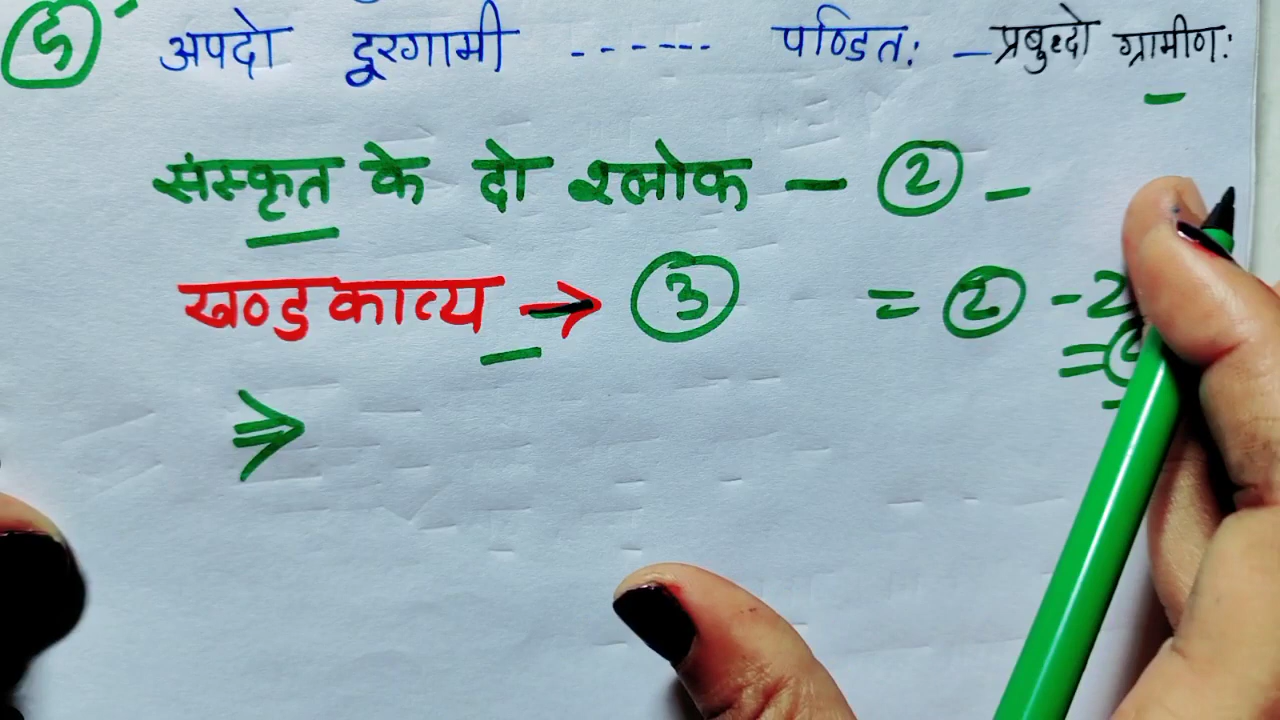 5 अपदो दूरगामी ------ पण्डित: – प्रबुद्दो ग्रामीण:
संस्कृत के दो श्लोक – 2 –
खण्डकाव्य → 3 = 2 - 2
=
⇒